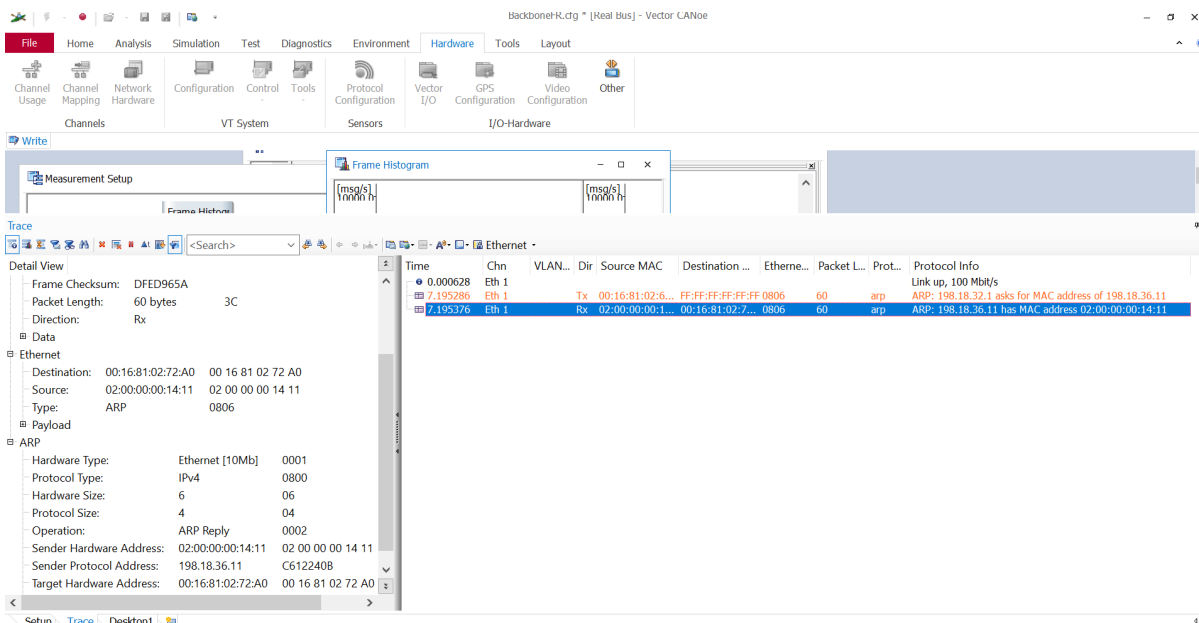 BackboneFR.cfg * [Real Bus] - Vector CANoe
File Home Analysis Simulation Test Diagnostics Environment Hardware Tools Layout
Channel Usage
Channel Mapping
Network Hardware
Configuration
Control
Tools
Protocol Configuration
Vector I/O
GPS Configuration
Video Configuration
Other
Channels VT System Sensors I/O-Hardware
Write
Frame Histogram
Measurement Setup
[msg/s] [msg/s]
10000.0 10000.0
Frame Histogr
Trace
<Search> Ethernet
Detail View
Frame Checksum: DFED965A
Packet Length: 60 bytes 3C
Direction: Rx
Data
Ethernet
Destination: 00:16:81:02:72:A0 00 16 81 02 72 A0
Source: 02:00:00:00:14:11 02 00 00 00 14 11
Type: ARP 0806
Payload
ARP
Hardware Type: Ethernet [10Mb] 0001
Protocol Type: IPv4 0800
Hardware Size: 6 06
Protocol Size: 4 04
Operation: ARP Reply 0002
Sender Hardware Address: 02:00:00:00:14:11 02 00 00 00 14 11
Sender Protocol Address: 198.18.36.11 C612240B
Target Hardware Address: 00:16:81:02:72:A0 00 16 81 02 72 A0
Time Chn VLAN... Dir Source MAC Destination ... Etherne... Packet L... Prot... Protocol Info
0.000628 Eth 1 Link up, 100 Mbit/s
7.195286 Eth 1 Tx 00:16:81:02:6... FF:FF:FF:FF:FF:FF 0806 60 arp ARP: 198.18.32.1 asks for MAC address of 198.18.36.11
7.195376 Eth 1 Rx 02:00:00:00:1... 00:16:81:02:7... 0806 60 arp ARP: 198.18.36.11 has MAC address 02:00:00:00:14:11
Setup Trace Desktop1